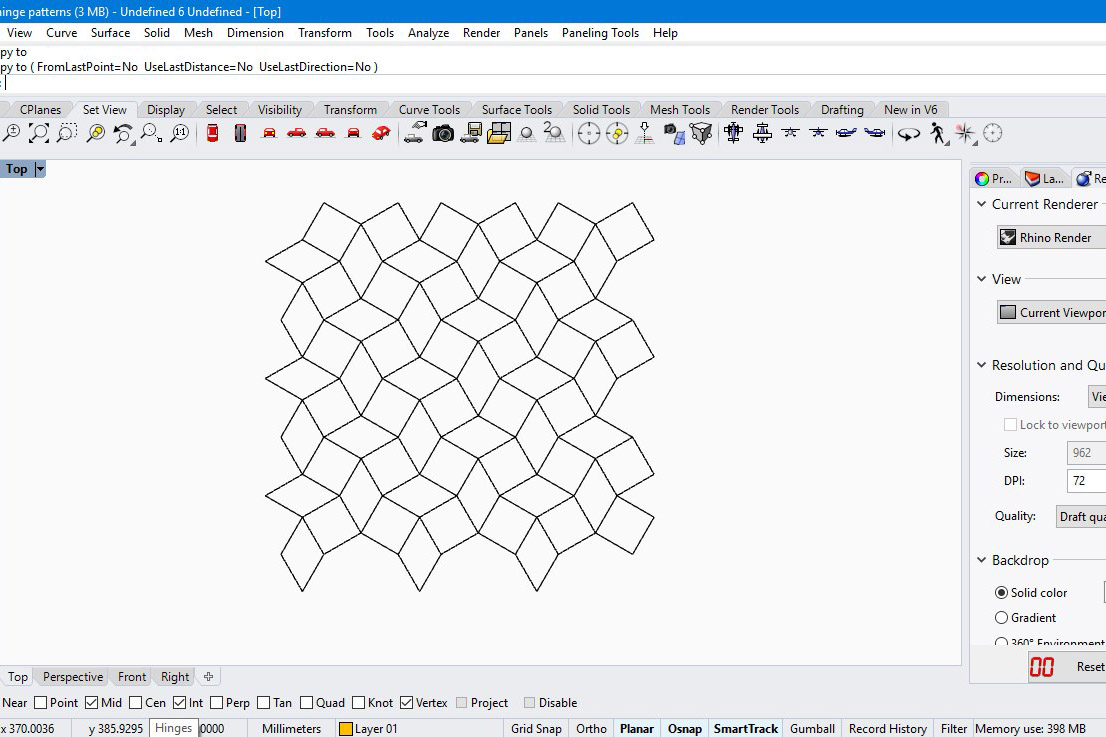 inge patterns (3 MB) - Undefined 6 Undefined - [Top]
View Curve Surface Solid Mesh Dimension Transform Tools Analyze Render Panels Paneling Tools Help
py to
py to ( FromLastPoint=No UseLastDistance=No UseLastDirection=No )
CPlanes Set View Display Select Visibility Transform Curve Tools Surface Tools Solid Tools Mesh Tools Render Tools Drafting New in V6
1:1 2
Top
Pr... La... Re
Current Renderer
Rhino Render
View
Current Viewpor
Resolution and Qu
Dimensions: Vie
Lock to viewport
Size: 962
DPI: 72
Quality: Draft qua
Backdrop
Solid color
Gradient
360° Environment
00 Reset
Top Perspective Front Right
Near Point Mid Cen Int Perp Tan Quad Knot Vertex Project Disable
x 370.0036 y 385.9295 Hinges 0000 Millimeters Layer 01 Grid Snap Ortho Planar Osnap SmartTrack Gumball Record History Filter Memory use: 398 MB